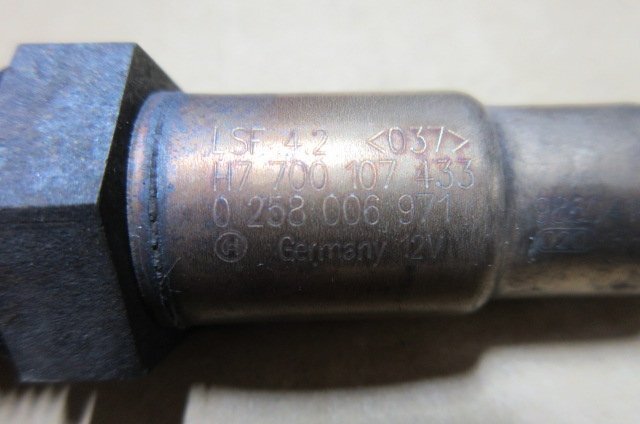 LSF 4.2 <037>
H7 700 107 433
0 258 006 971
Germany 12V